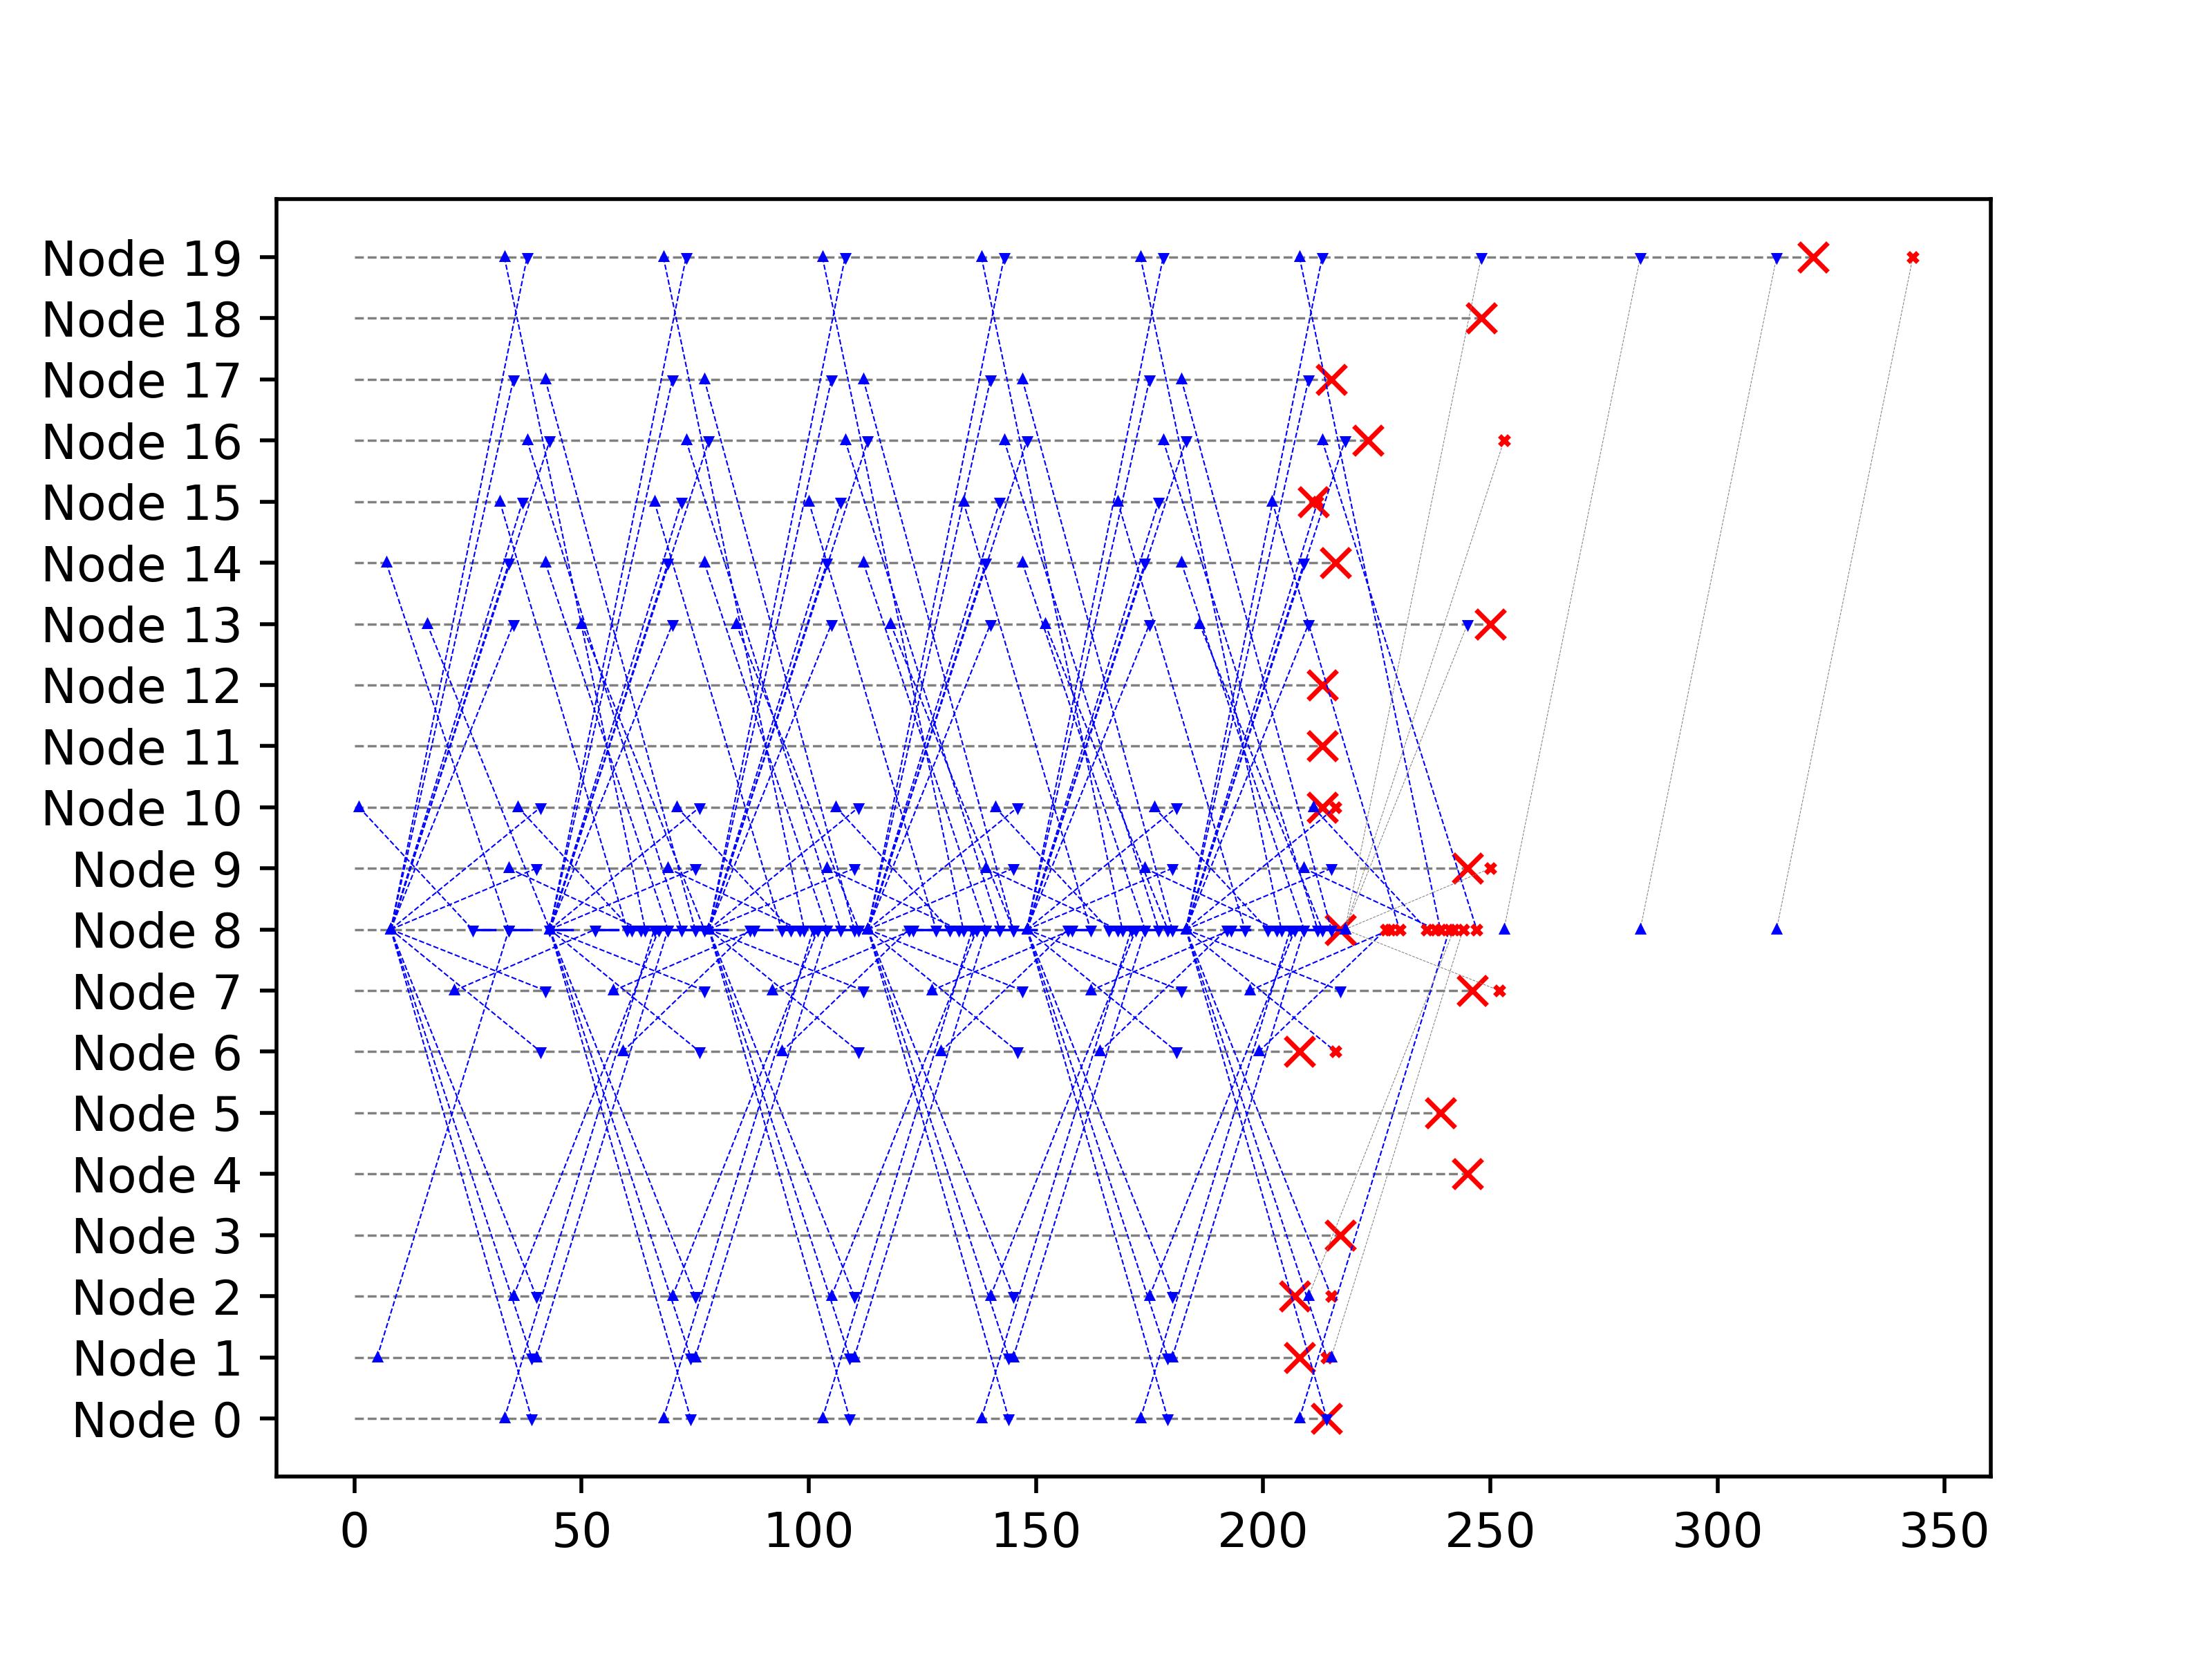 Node 19
Node 18
Node 17
Node 16
Node 15
Node 14
Node 13
Node 12
Node 11
Node 10
Node 9
Node 8
Node 7
Node 6
Node 5
Node 4
Node 3
Node 2
Node 1
Node 0
0 50 100 150 200 250 300 350